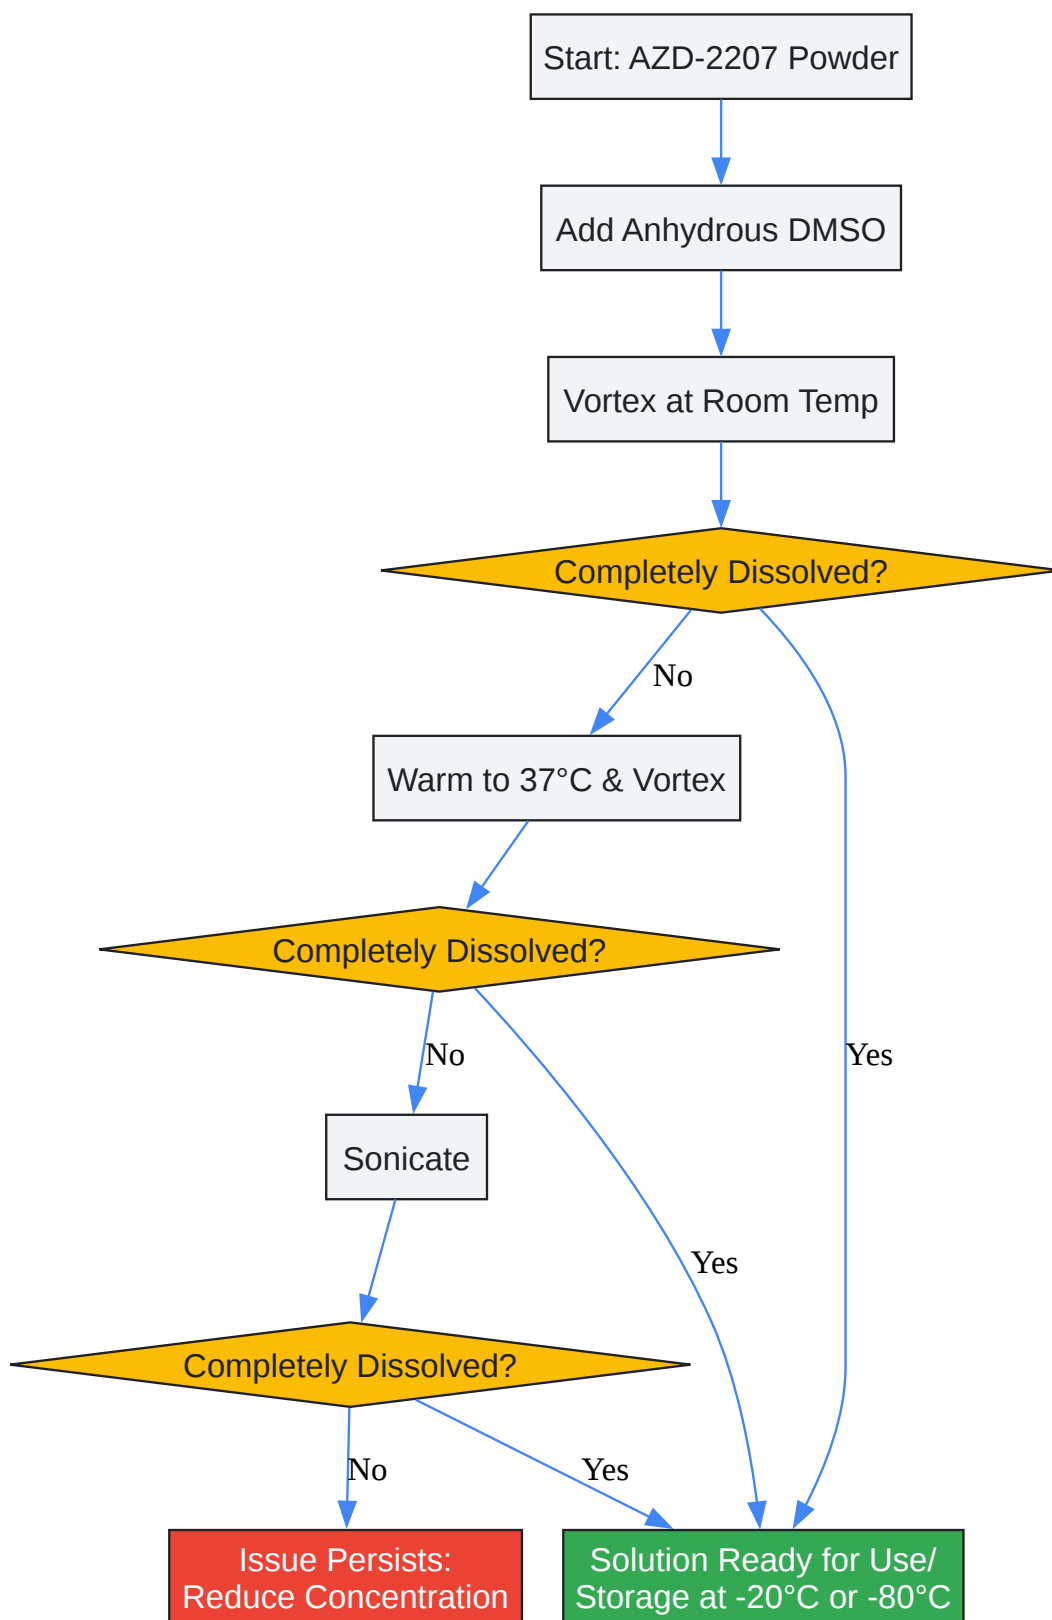 Start: AZD-2207 Powder
Add Anhydrous DMSO
Vortex at Room Temp
Completely Dissolved?
No
Warm to 37°C & Vortex
Completely Dissolved?
No
Yes
Sonicate
Yes
Completely Dissolved?
No
Yes
Issue Persists:
Reduce Concentration
Solution Ready for Use/
Storage at -20°C or -80°C